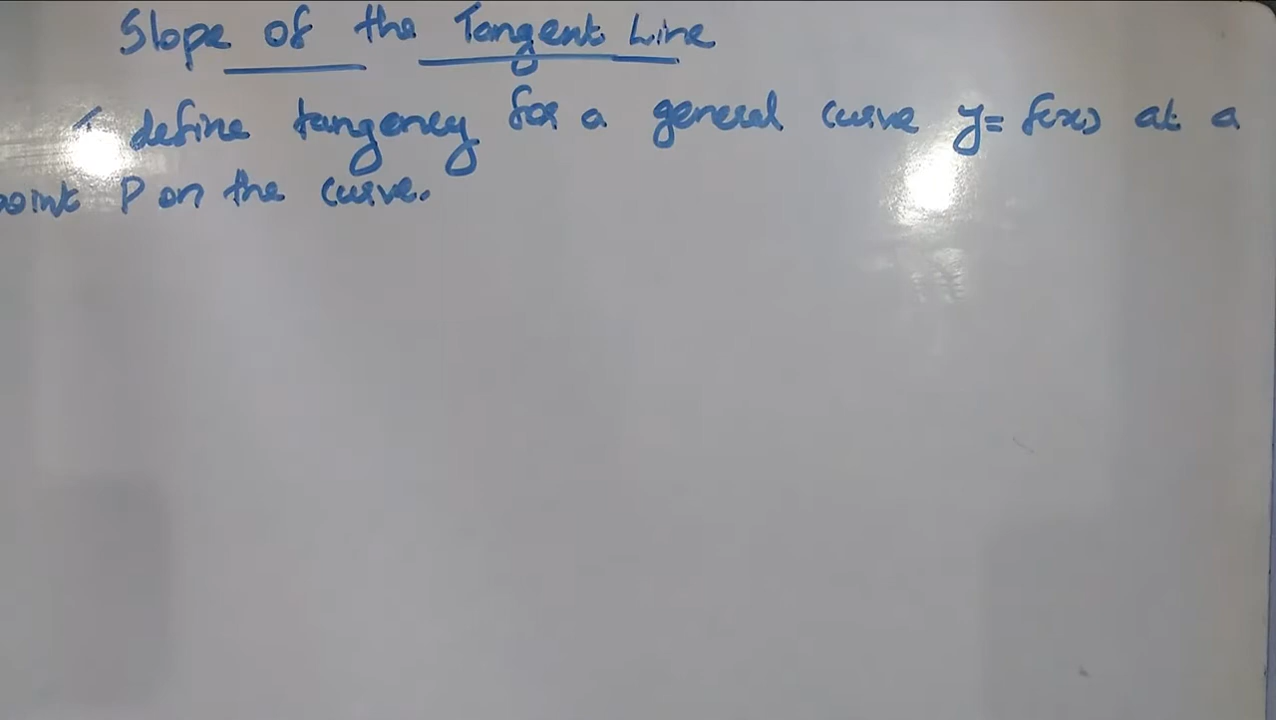 Slope of the Tangent Line
define tangency for a general curve y = f(x) at a
point P on the curve.